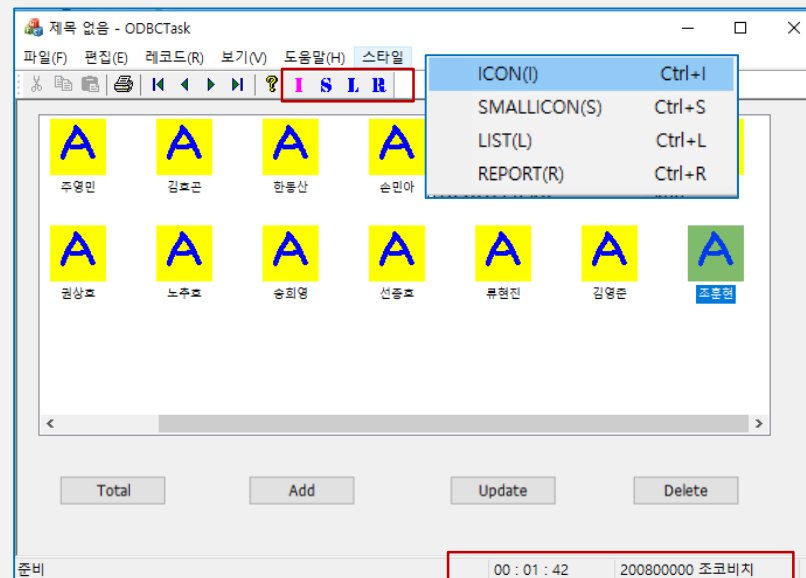 제목 없음 - ODBCTask
파일(F) 편집(E) 레코드(R) 보기(V) 도움말(H) 스타일
I S L R
ICON(I) Ctrl+I
SMALLICON(S) Ctrl+S
LIST(L) Ctrl+L
REPORT(R) Ctrl+R
A A A A
주영민 김호곤 한동산 손민아
A A A A A A A
권상호 노추호 송희영 선종호 류현진 김영준 조훈현
Total Add Update Delete
준비 00 : 01 : 42 200800000 조코비치